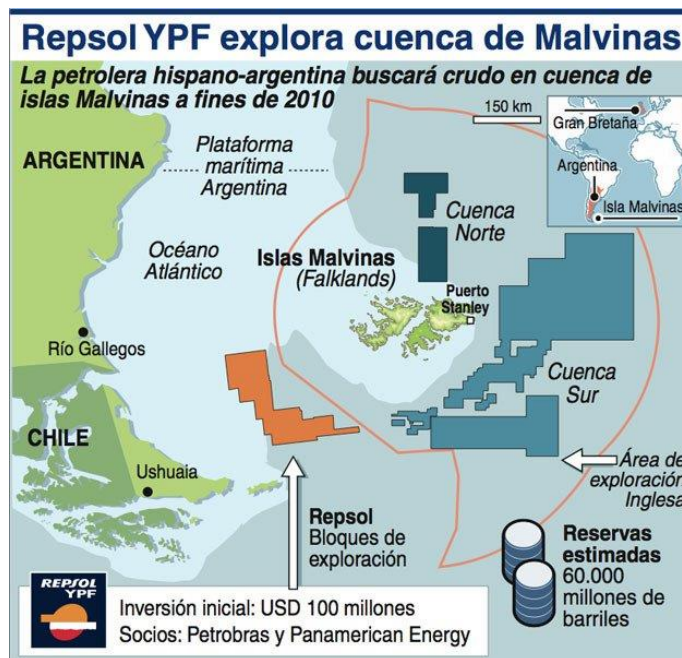 Repsol YPF explora cuenca de Malvinas
La petrolera hispano-argentina buscará crudo en cuenca de
islas Malvinas a fines de 2010
150 km
Gran Bretaña
Argentina
Isla Malvinas
ARGENTINA
Plataforma
marítima
Argentina
Océano
Atlántico
Islas Malvinas
(Falklands)
Cuenca
Norte
Puerto
Stanley
Río Gallegos
Cuenca
Sur
CHILE
Ushuaia
Área de
exploración
Inglesa
Repsol
Bloques de
exploración
Reservas
estimadas
60.000
millones de
barriles
REPSOL
YPF
Inversión inicial: USD 100 millones
Socios: Petrobras y Panamerican Energy